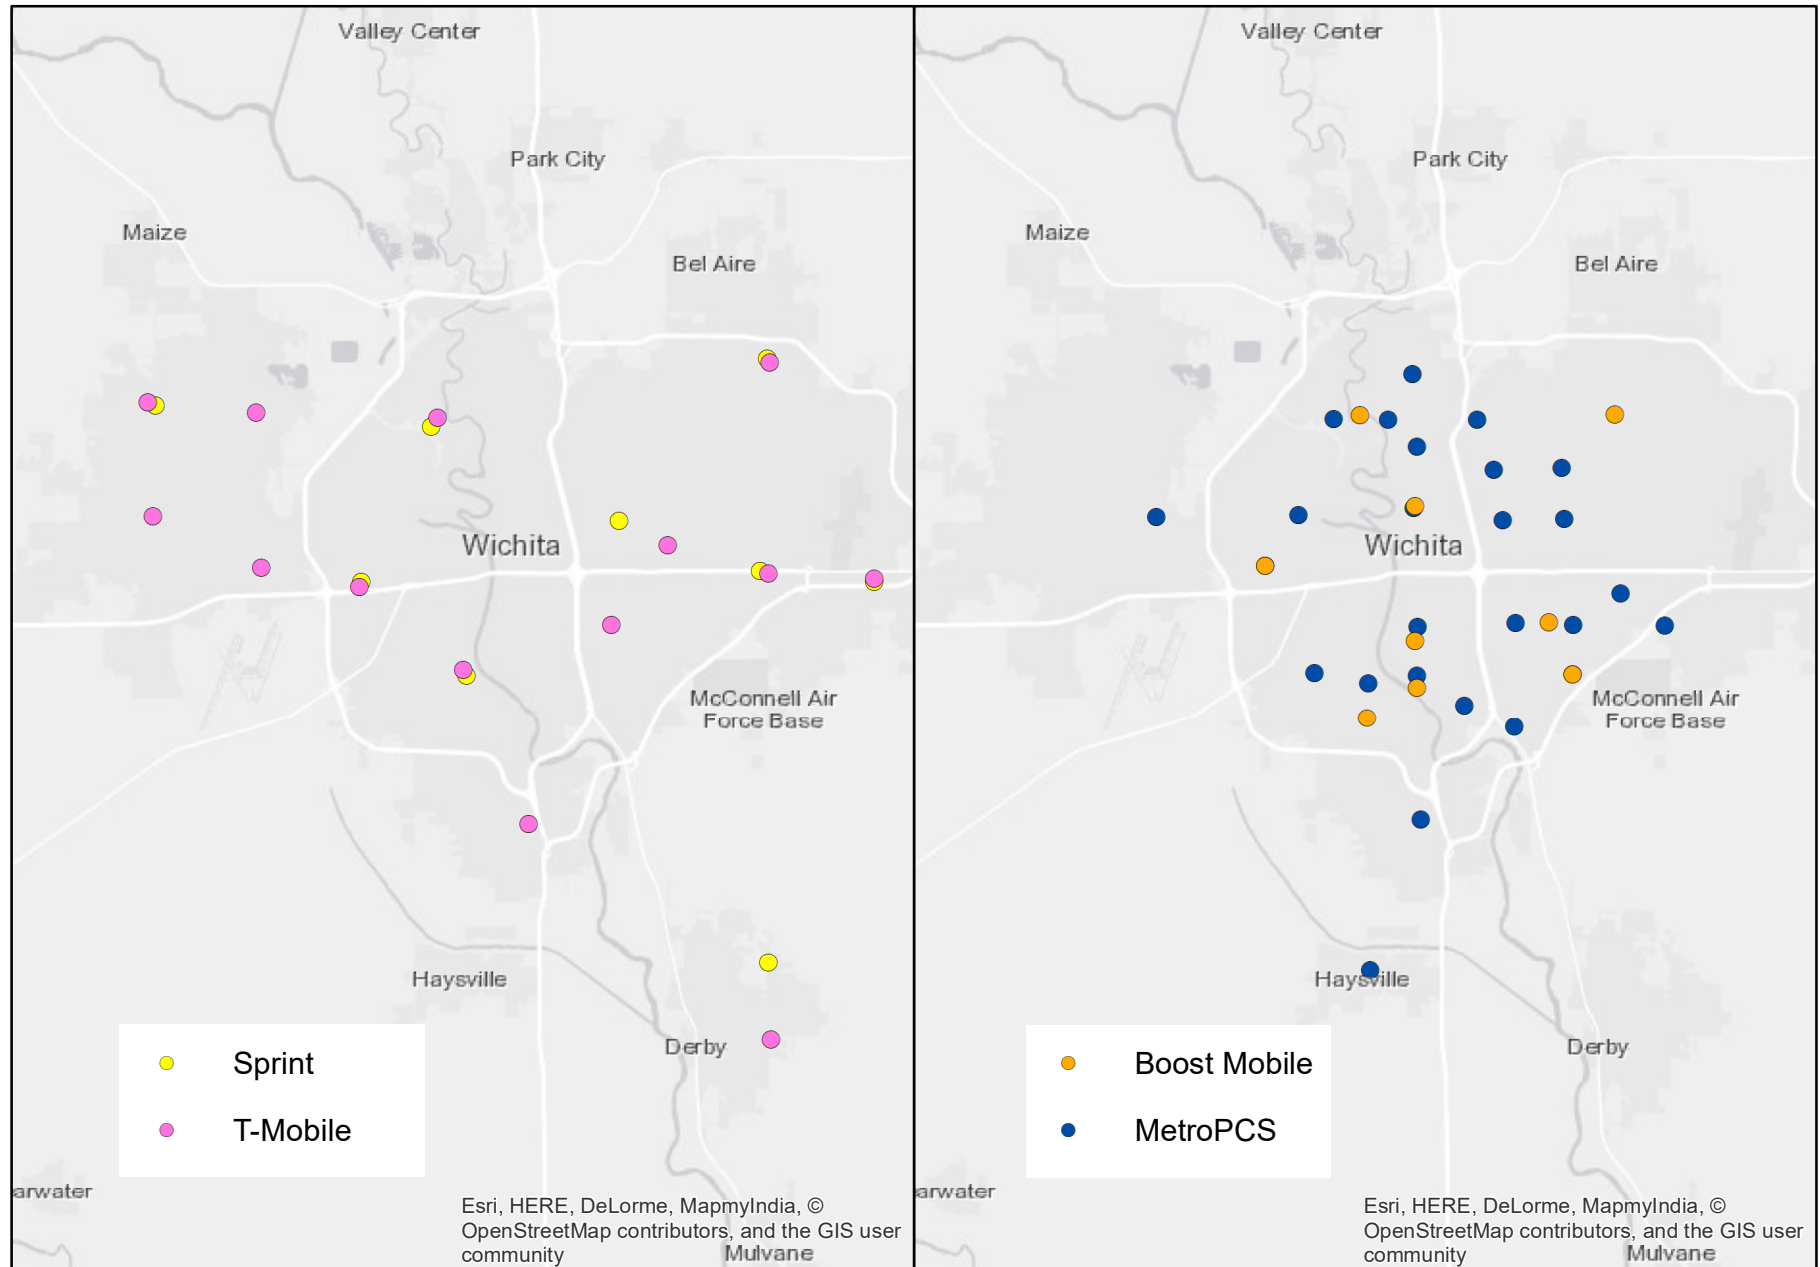 Valley Center
Park City
Maize
Bel Aire
Wichita
McConnell Air
Force Base
Haysville
Derby
Sprint
T-Mobile
arwater
Esri, HERE, DeLorme, MapmyIndia, ©
OpenStreetMap contributors, and the GIS user
community
Mulvane
Valley Center
Park City
Maize
Bel Aire
Wichita
McConnell Air
Force Base
Haysville
Derby
Boost Mobile
MetroPCS
arwater
Esri, HERE, DeLorme, MapmyIndia, ©
OpenStreetMap contributors, and the GIS user
community
Mulvane